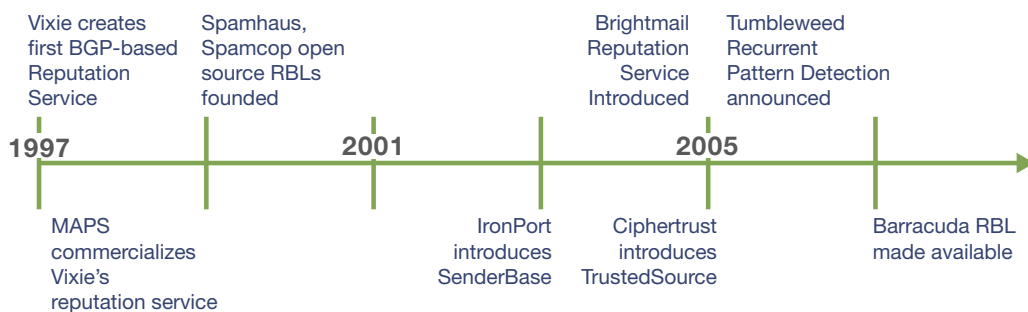 Vixie creates
first BGP-based
Reputation
Service
Spamhaus,
Spamcop open
source RBLs
founded
Brightmail
Reputation
Service
Introduced
Tumbleweed
Recurrent
Pattern Detection
announced
1997
2001
2005
MAPS
commercializes
Vixie’s
reputation service
IronPort
introduces
SenderBase
Ciphertrust
introduces
TrustedSource
Barracuda RBL
made available